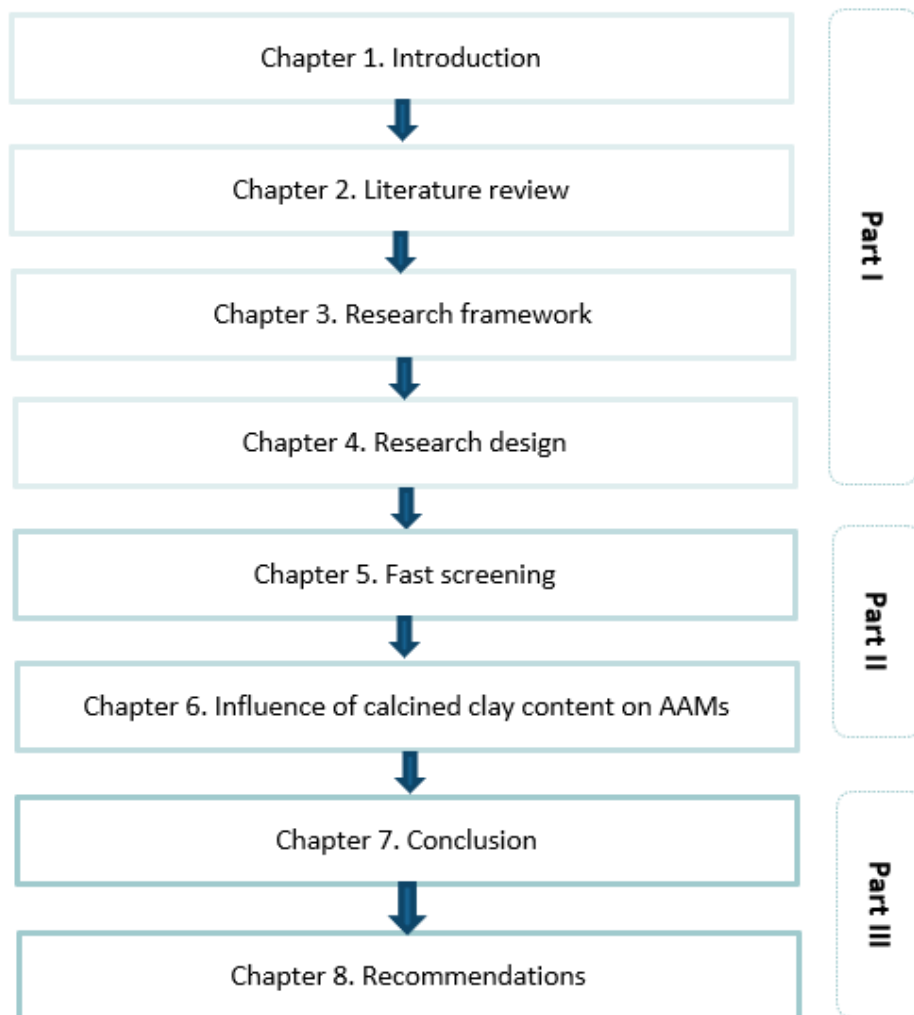 Chapter 1. Introduction
Chapter 2. Literature review
Chapter 3. Research framework
Chapter 4. Research design
Part I
Chapter 5. Fast screening
Chapter 6. Influence of calcined clay content on AAMs
Part II
Chapter 7. Conclusion
Chapter 8. Recommendations
Part III